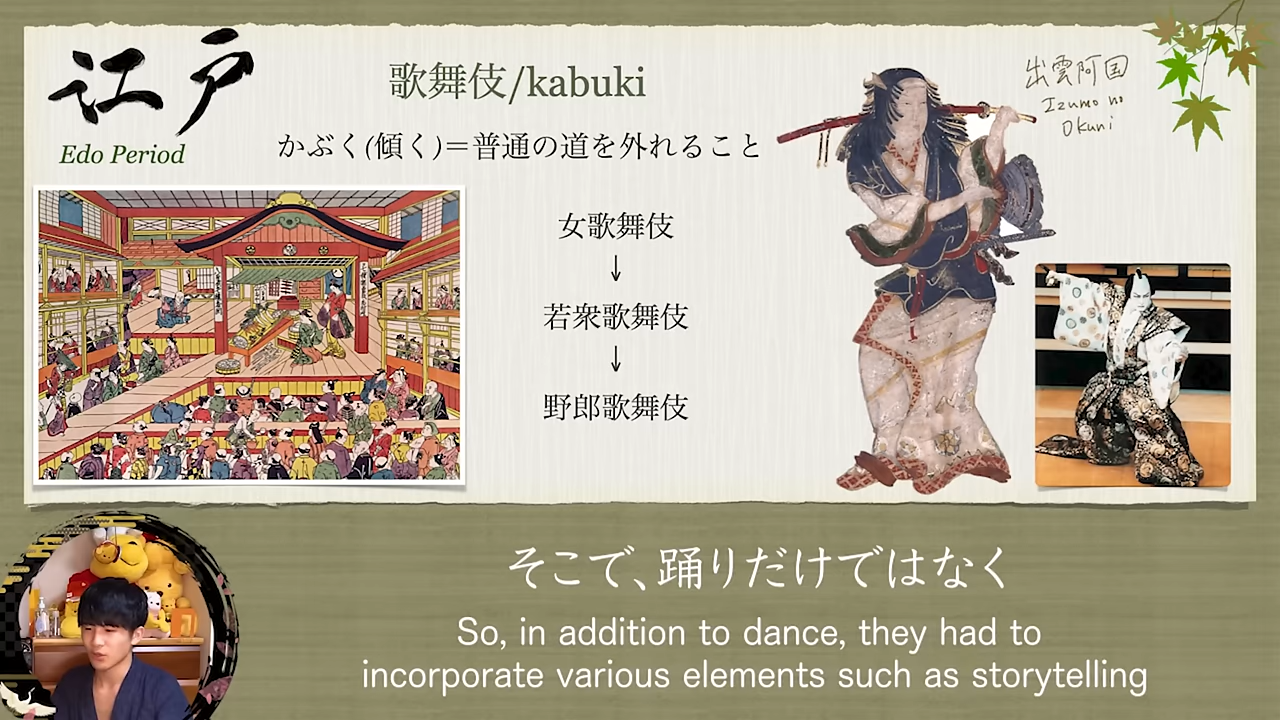 江戸
Edo Period
歌舞伎/kabuki
かぶく(傾く)＝普通の道を外れること
女歌舞伎
↓
若衆歌舞伎
↓
野郎歌舞伎
出雲阿国
Izumo no
Okuni
そこで、踊りだけではなく
So, in addition to dance, they had to
incorporate various elements such as storytelling